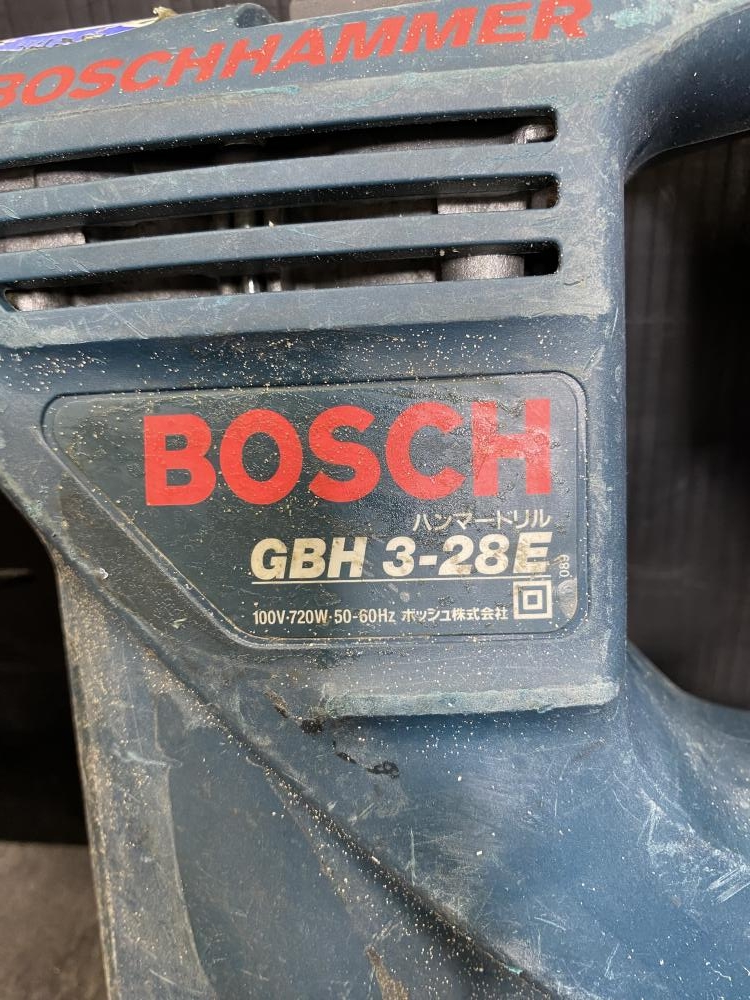 BOSCHHAMMER
BOSCH
ハンマードリル
GBH 3-28E
089
100V·720W·50-60Hz ボッシュ株式会社